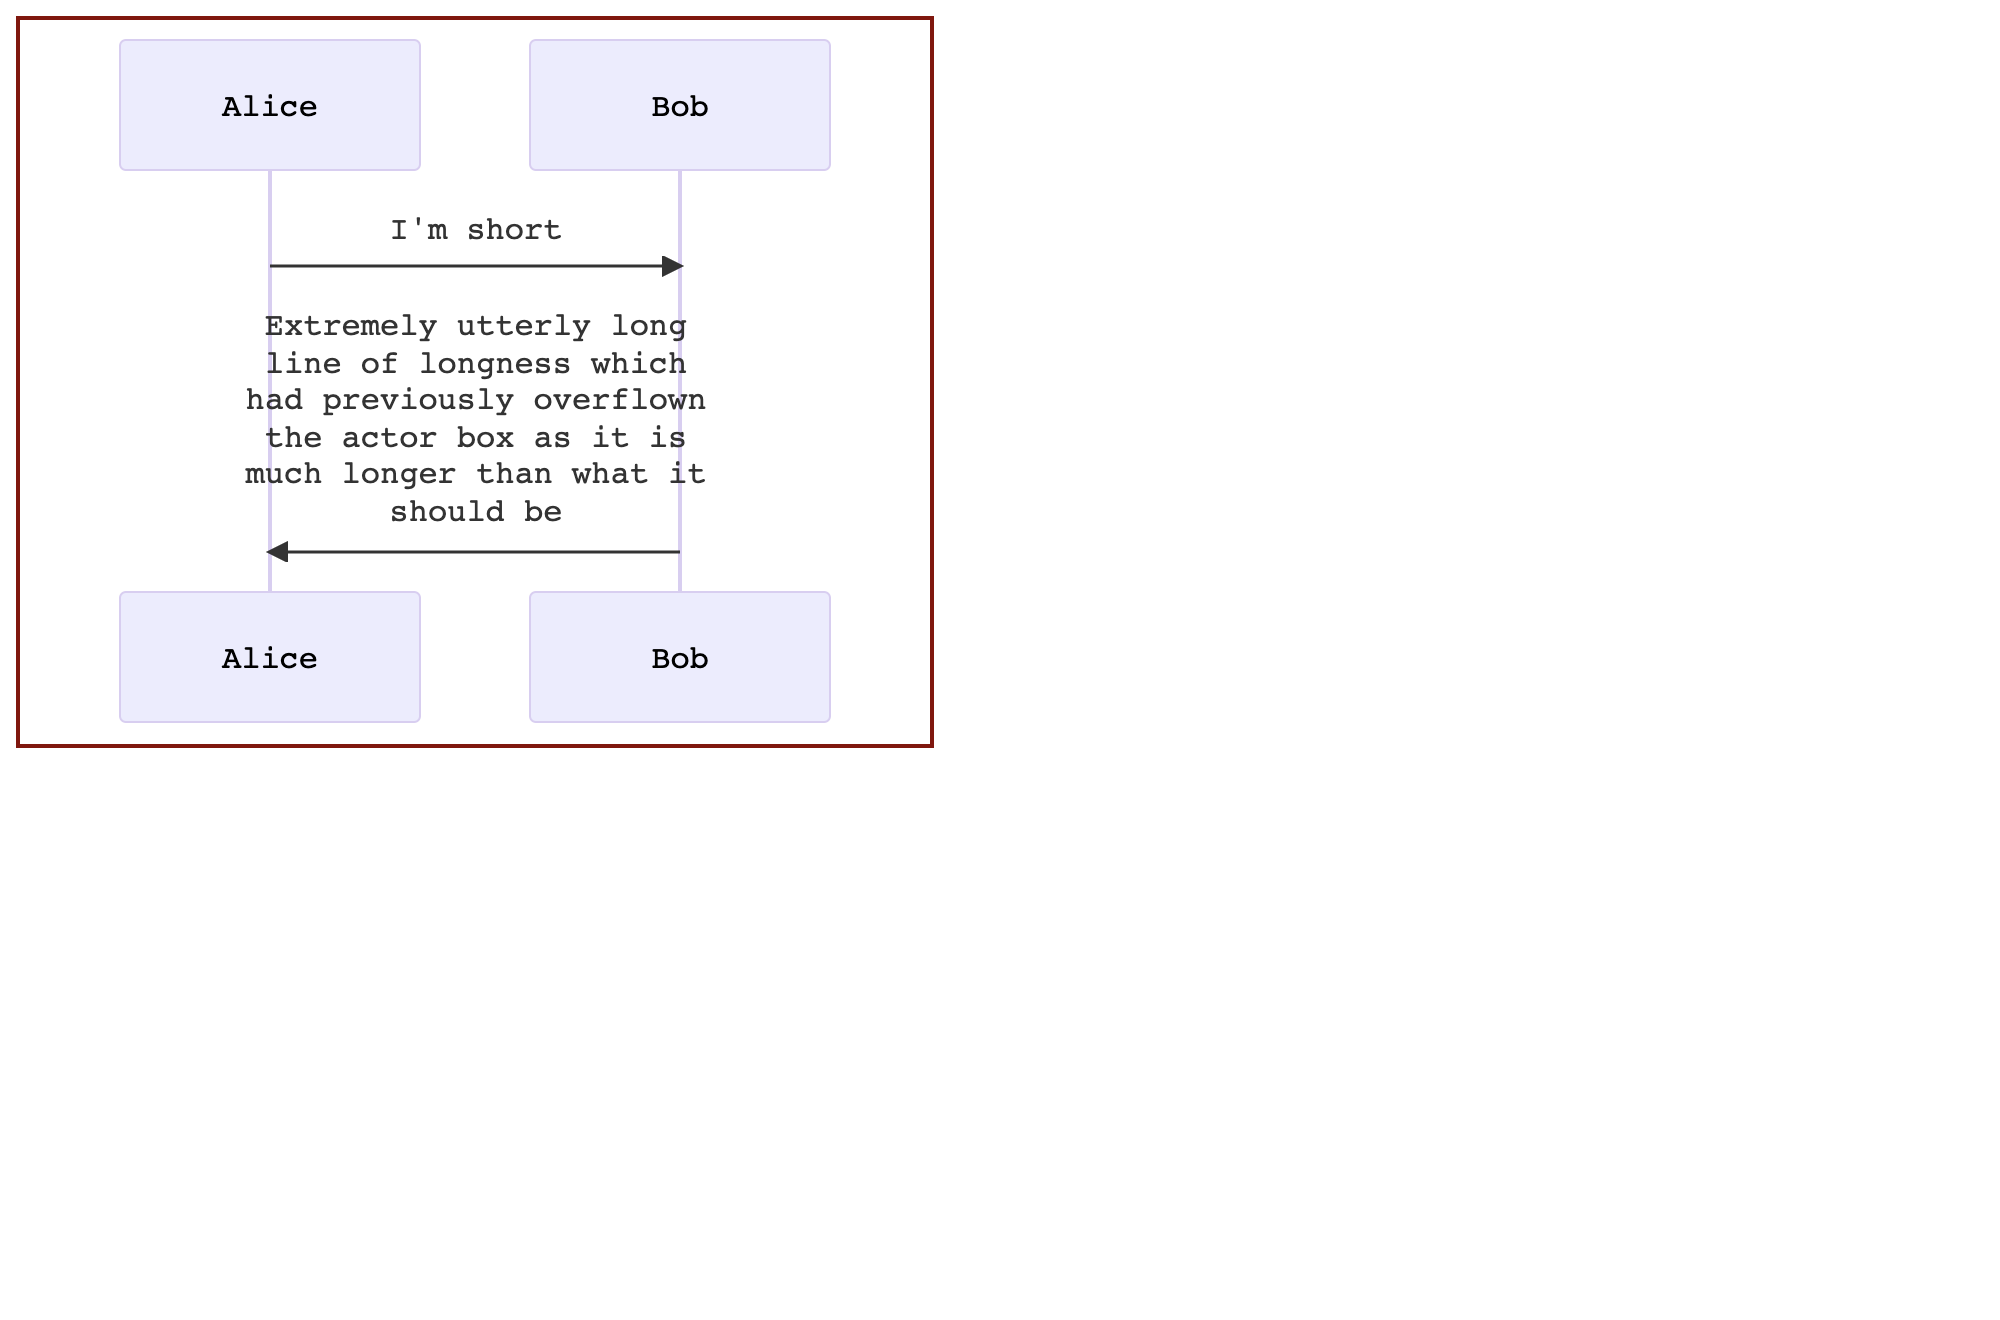 Alice
Bob
I'm short
Extremely utterly long
line of longness which
had previously overflown
the actor box as it is
much longer than what it
should be
Alice
Bob